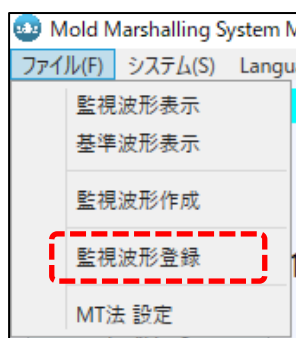 Mold Marshalling System
ファイル(F) システム(S) Langu
監視波形表示
基準波形表示
監視波形作成
監視波形登録
MT法 設定